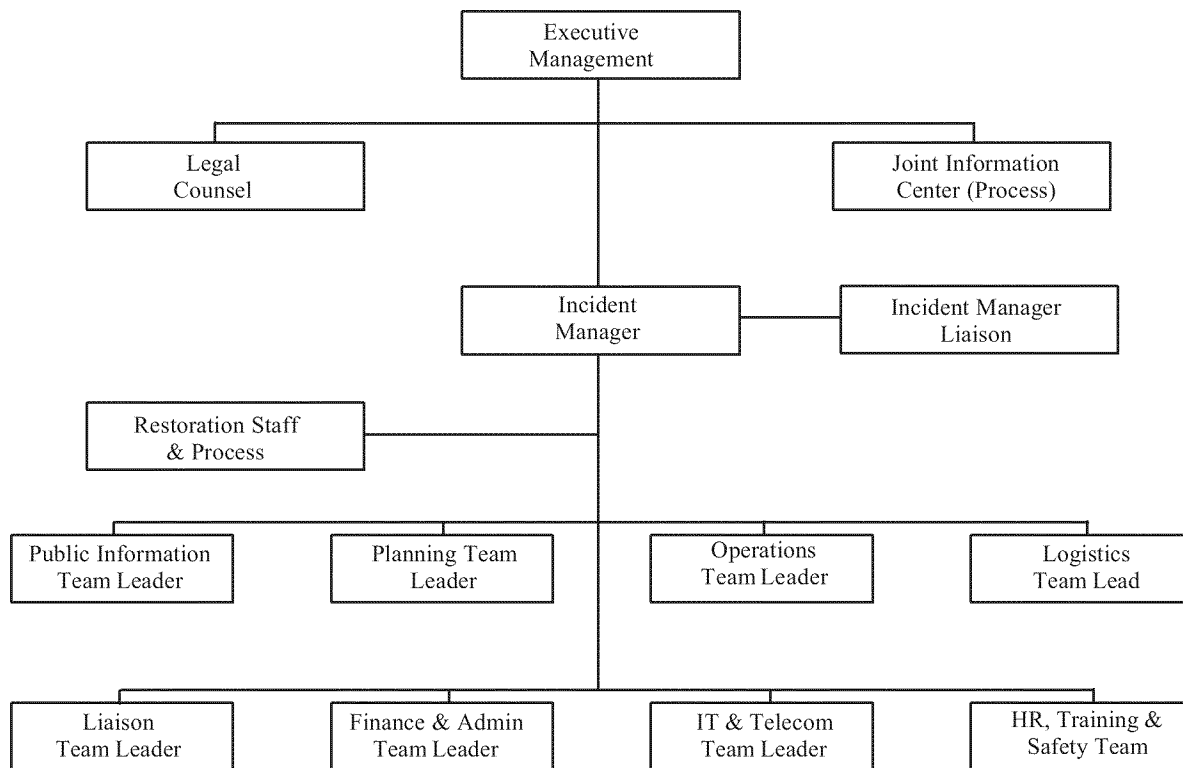 Executive
Management
Legal
Counsel
Joint Information
Center (Process)
Incident
Manager
Incident Manager
Liaison
Restoration Staff
& Process
Public Information
Team Leader
Planning Team
Leader
Operations
Team Leader
Logistics
Team Lead
Liaison
Team Leader
Finance & Admin
Team Leader
IT & Telecom
Team Leader
HR, Training &
Safety Team